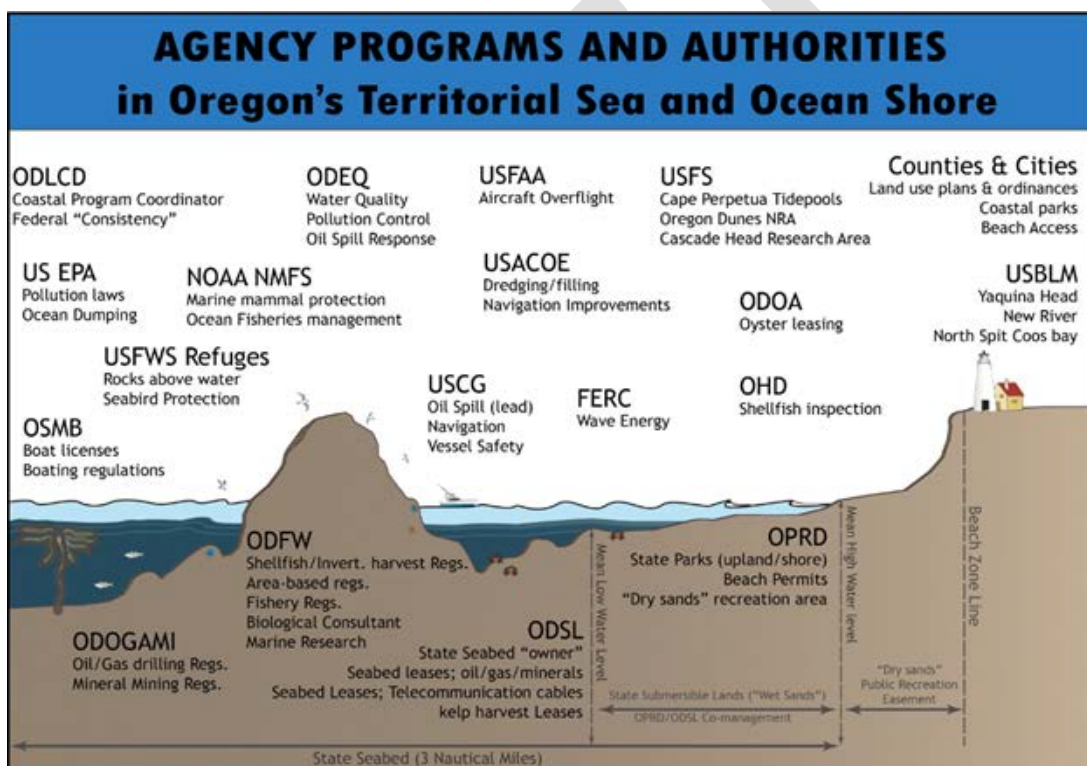 AGENCY PROGRAMS AND AUTHORITIES
in Oregon's Territorial Sea and Ocean Shore
ODLCD
Coastal Program Coordinator
Federal "Consistency"
ODEQ
Water Quality
Pollution Control
Oil Spill Response
USFAA
Aircraft Overflight
USFS
Cape Perpetua Tidepools
Oregon Dunes NRA
Cascade Head Research Area
Counties & Cities
Land use plans & ordinances
Coastal parks
Beach Access
US EPA
Pollution laws
Ocean Dumping
NOAA NMFS
Marine mammal protection
Ocean Fisheries management
USACOE
Dredging/filling
Navigation Improvements
ODOA
Oyster leasing
USBLM
Yaquina Head
New River
North Spit Coos bay
USFWS Refuges
Rocks above water
Seabird Protection
USCG
Oil Spill (lead)
Navigation
Vessel Safety
FERC
Wave Energy
OHD
Shellfish inspection
OSMB
Boat licenses
Boating regulations
ODFW
Shellfish/Invert. harvest Regs.
Area-based regs.
Fishery Regs.
Biological Consultant
Marine Research
OPRD
State Parks (upland/shore)
Beach Permits
"Dry sands" recreation area
Mean Low Water Level
Mean High Water level
Beach Zone Line
ODOGAMI
Oil/Gas drilling Regs.
Mineral Mining Regs.
ODSL
State Seabed "owner"
Seabed leases; oil/gas/minerals
Seabed Leases; Telecommunication cables
kelp harvest Leases
State Submersible Lands ("Wet Sands")
OPRD/ODSL Co-management
"Dry sands"
Public Recreation
Easement
State Seabed (3 Nautical Miles)